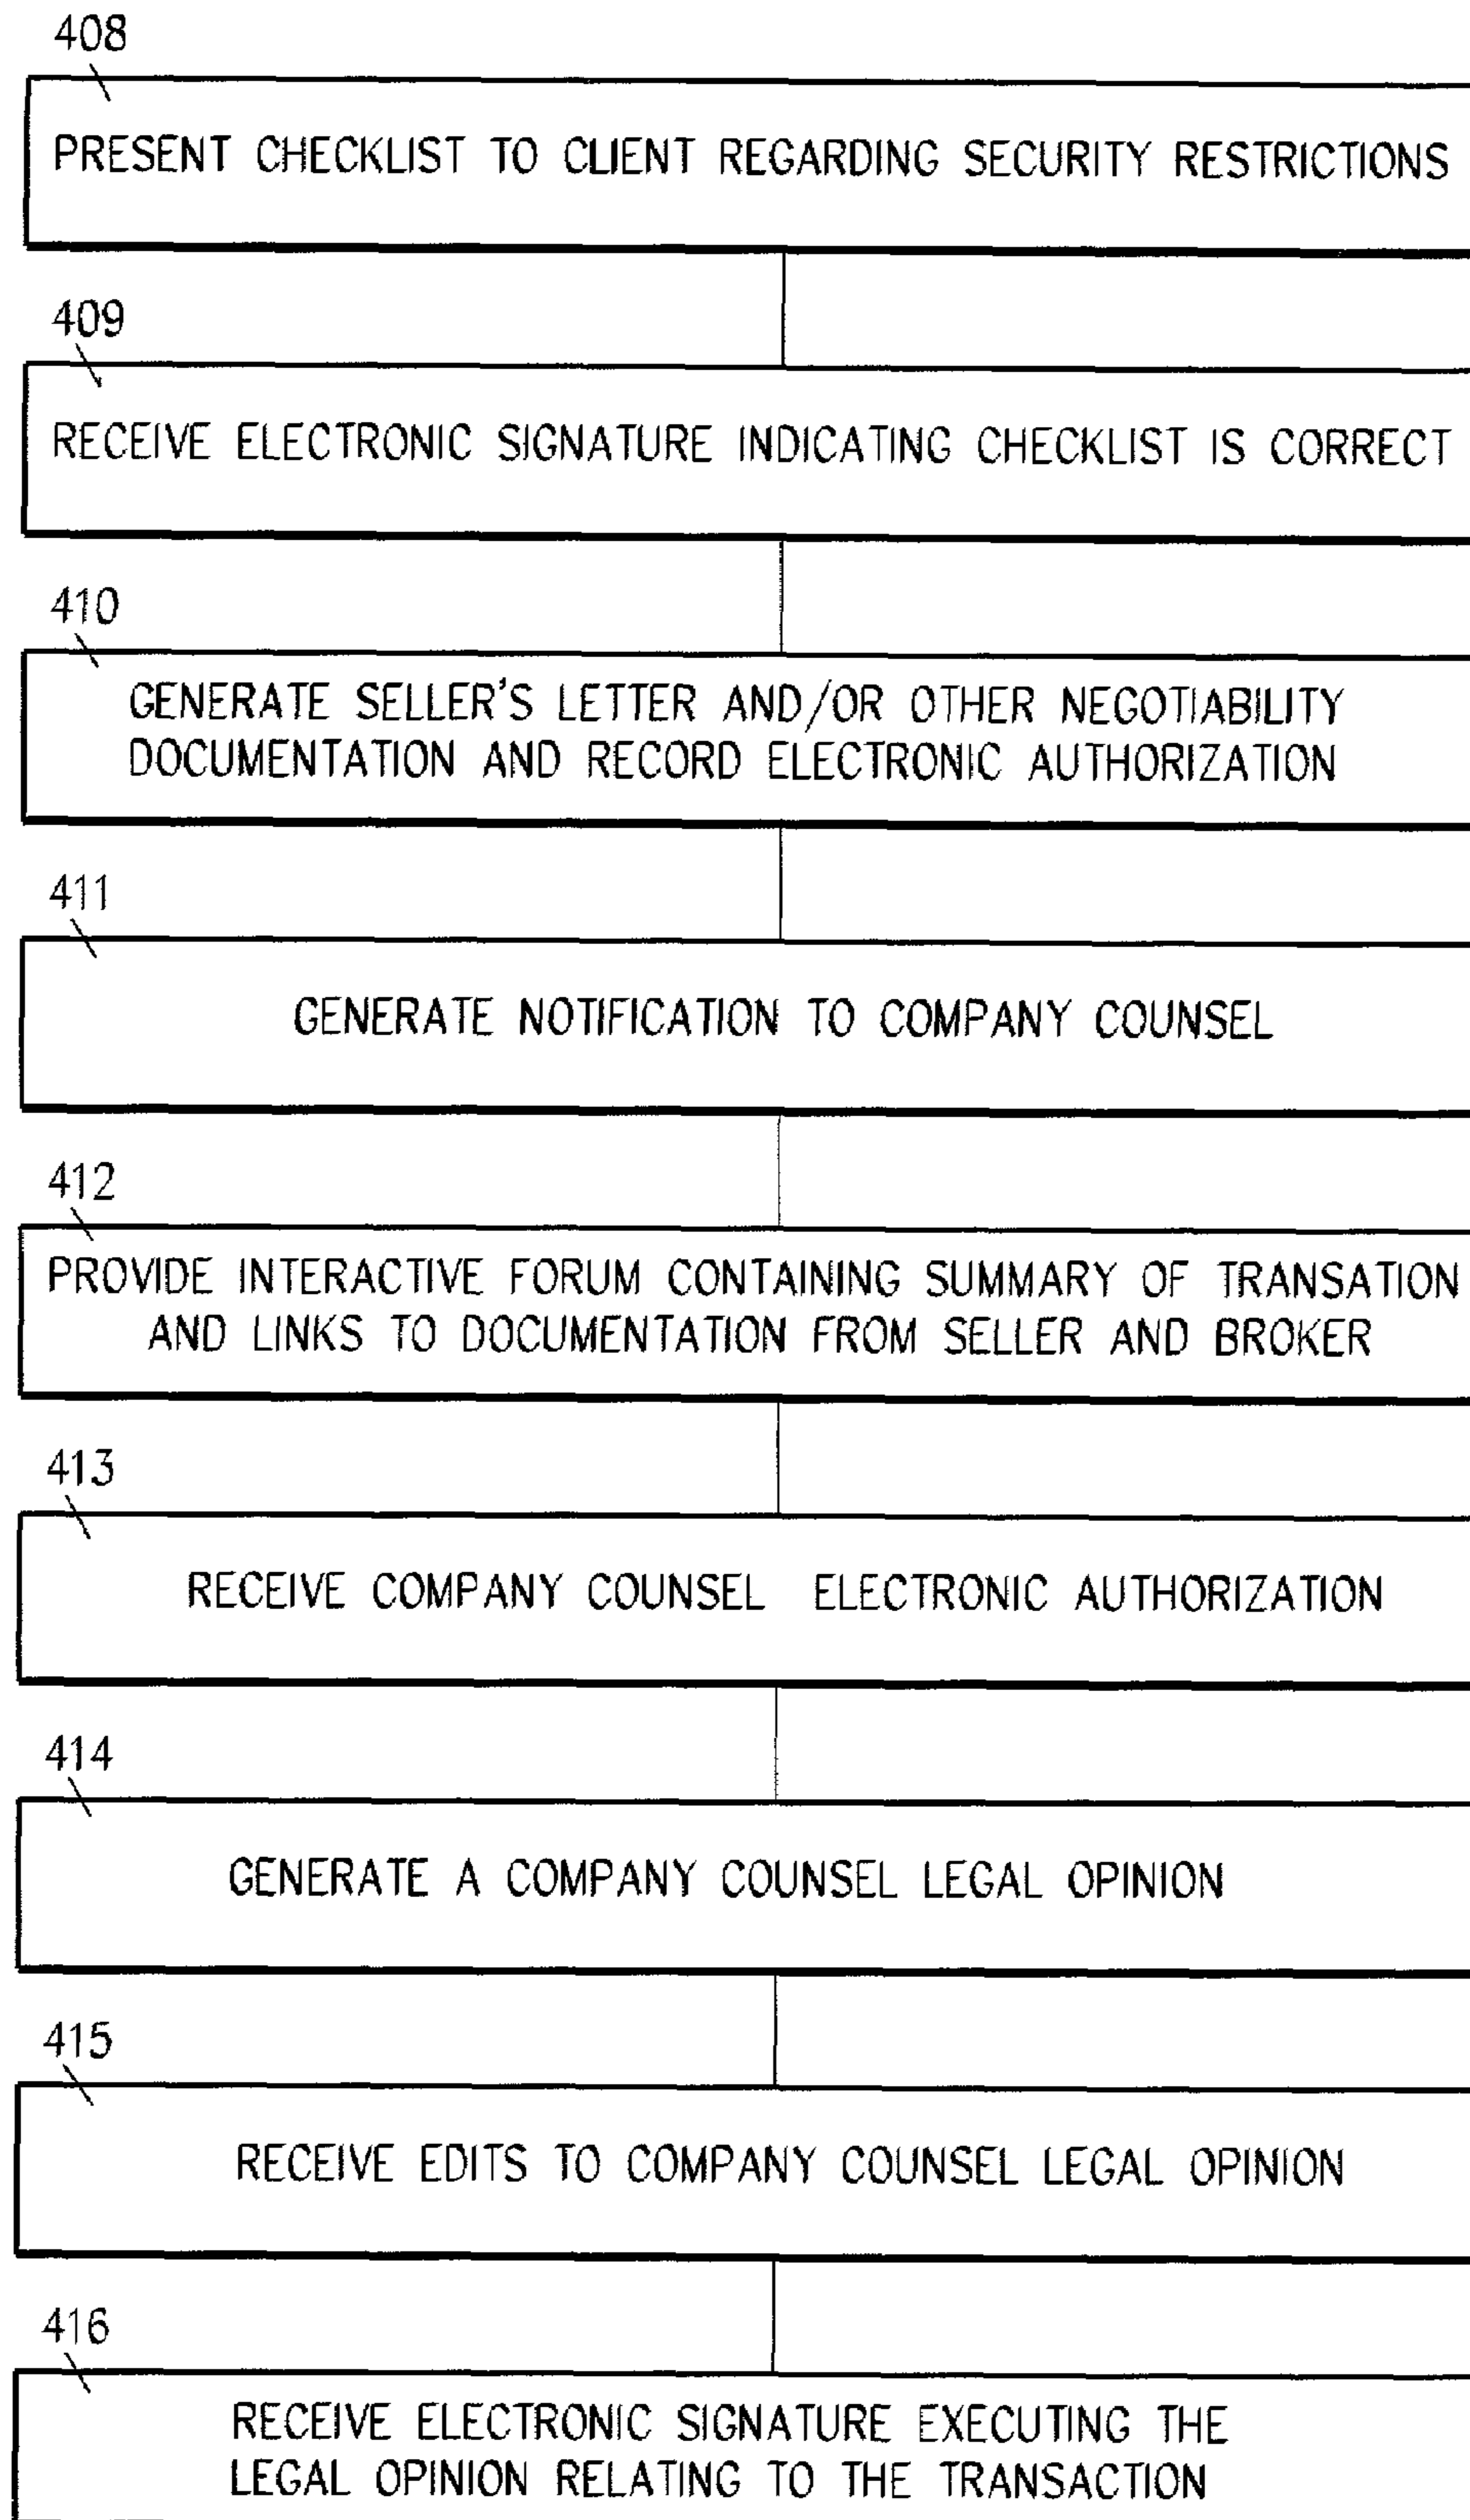 408
PRESENT CHECKLIST TO CLIENT REGARDING SECURITY RESTRICTIONS
409
RECEIVE ELECTRONIC SIGNATURE INDICATING CHECKLIST IS CORRECT
410
GENERATE SELLER'S LETTER AND/OR OTHER NEGOTIABILITY
DOCUMENTATION AND RECORD ELECTRONIC AUTHORIZATION
411
GENERATE NOTIFICATION TO COMPANY COUNSEL
412
PROVIDE INTERACTIVE FORUM CONTAINING SUMMARY OF TRANSATION
AND LINKS TO DOCUMENTATION FROM SELLER AND BROKER
413
RECEIVE COMPANY COUNSEL ELECTRONIC AUTHORIZATION
414
GENERATE A COMPANY COUNSEL LEGAL OPINION
415
RECEIVE EDITS TO COMPANY COUNSEL LEGAL OPINION
416
RECEIVE ELECTRONIC SIGNATURE EXECUTING THE
LEGAL OPINION RELATING TO THE TRANSACTION